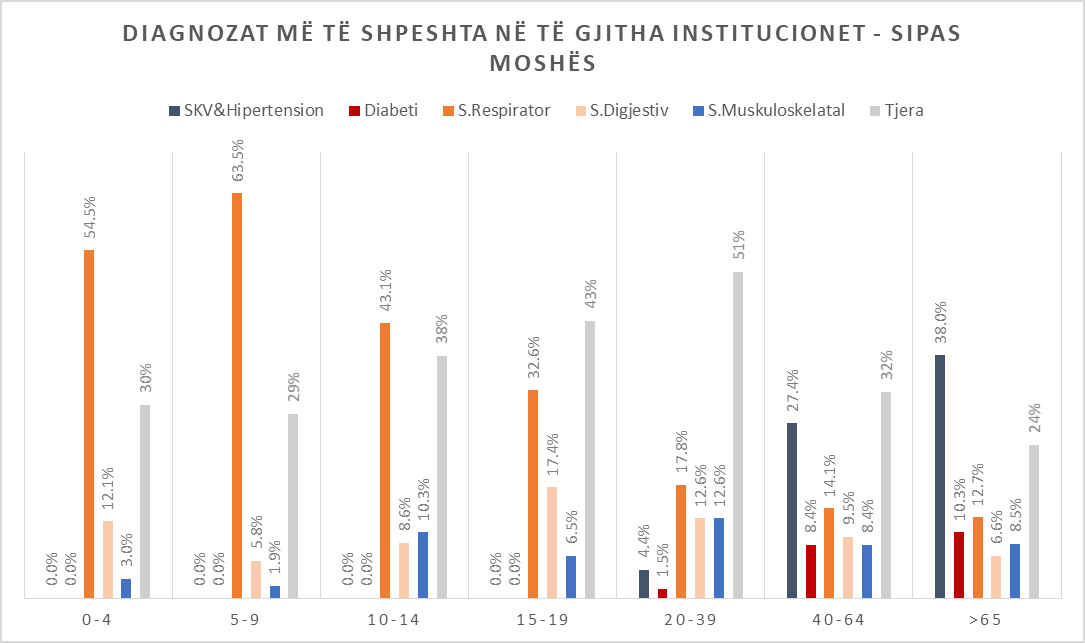 DIAGNOZAT MË TË SHPESHTA NË TË GJITHA INSTITUCIONET - SIPAS
MOSHËS
SKV&Hipertension Diabeti S.Respirator S.Digjestiv S.Muskuloskelatal Tjera
0.0% 0.0% 54.5% 12.1% 3.0% 30%
0.0% 0.0% 63.5% 5.8% 1.9% 29%
0.0% 0.0% 43.1% 8.6% 10.3% 38%
0.0% 0.0% 32.6% 17.4% 6.5% 43%
4.4% 1.5% 17.8% 12.6% 12.6% 51%
27.4% 8.4% 14.1% 9.5% 8.4% 32%
38.0% 10.3% 12.7% 6.6% 8.5% 24%
0-4 5-9 10-14 15-19 20-39 40-64 >65